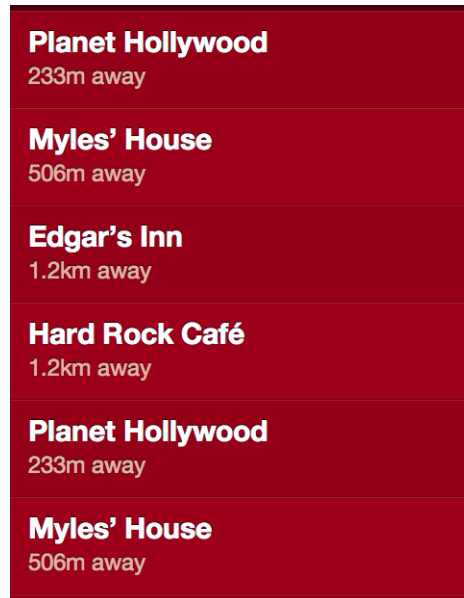 Planet Hollywood
233m away
Myles’ House
506m away
Edgar’s Inn
1.2km away
Hard Rock Café
1.2km away
Planet Hollywood
233m away
Myles’ House
506m away